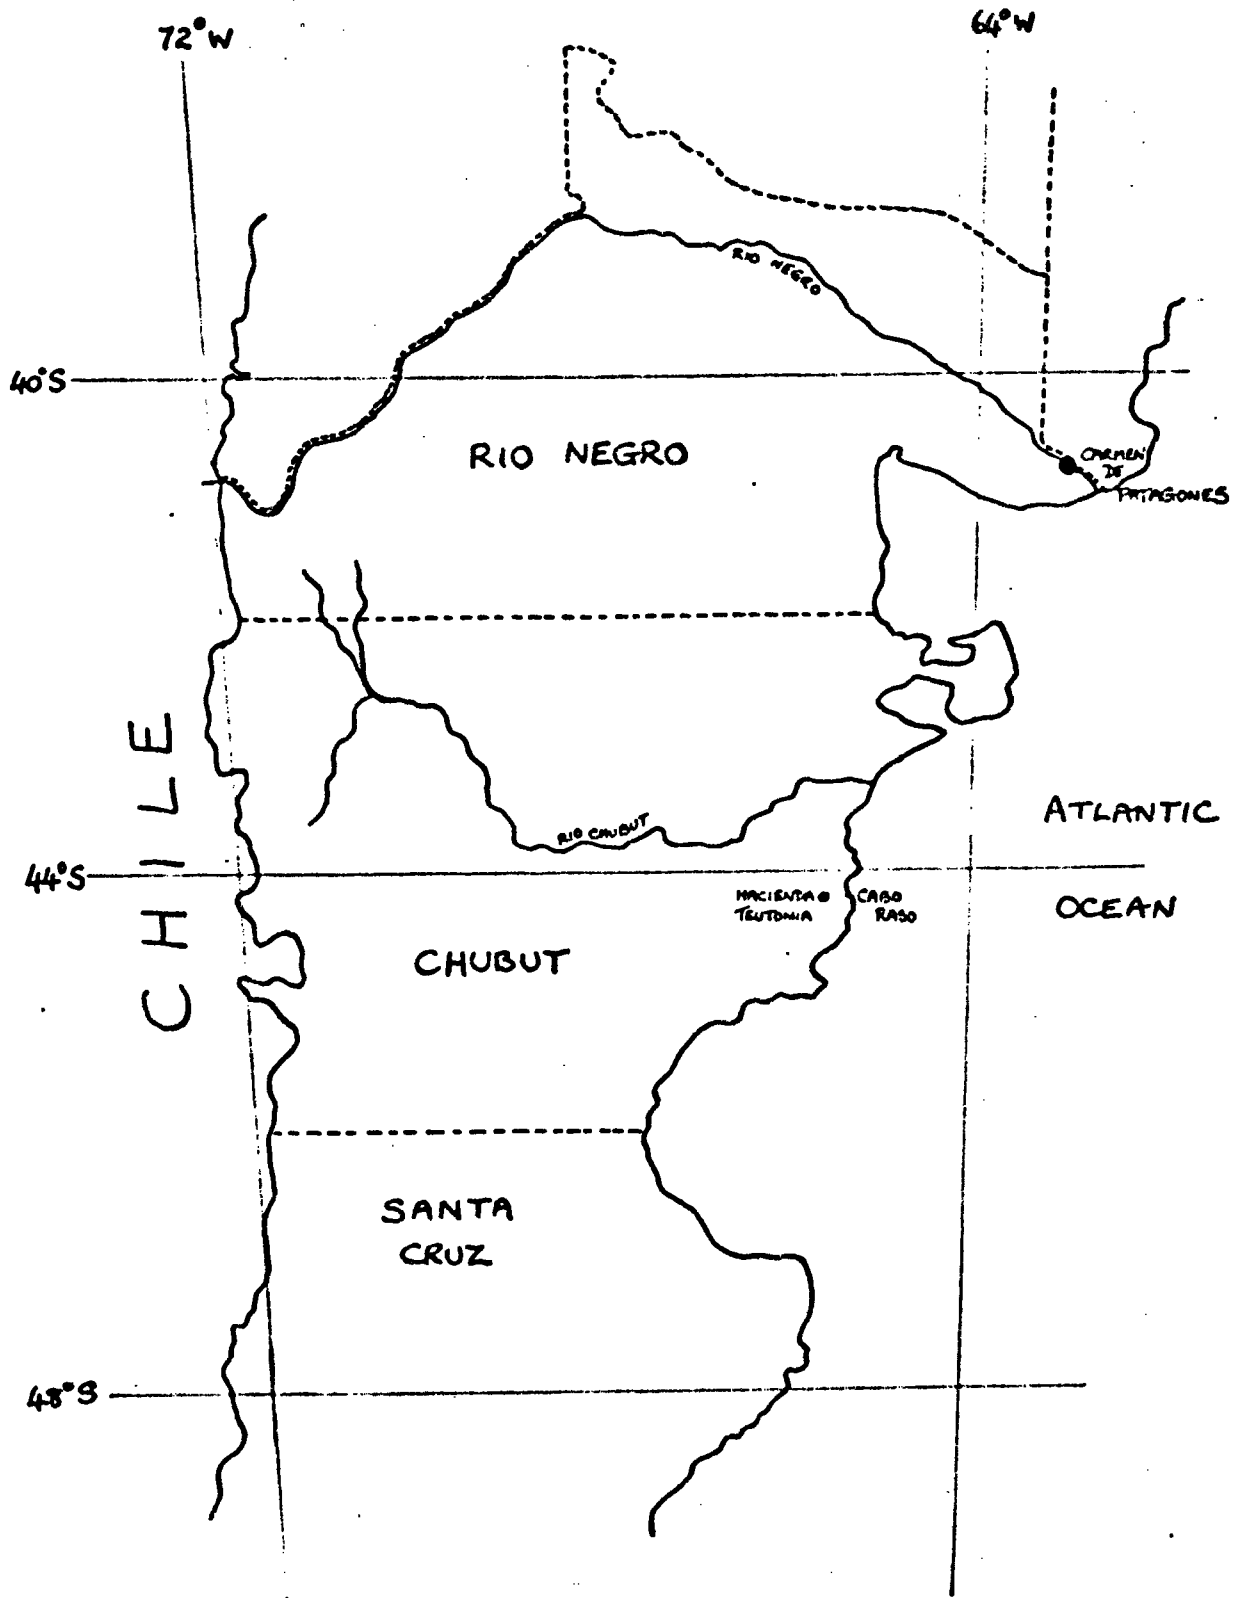 72°W
64°W
RIO NEGRO
40°S
RIO NEGRO
CARMEN
DE
PATAGONES
CHILE
RIO CHUBUT
ATLANTIC
OCEAN
44°S
HACIENDA
TEUTONIA
CABO
RASO
CHUBUT
SANTA
CRUZ
48°S